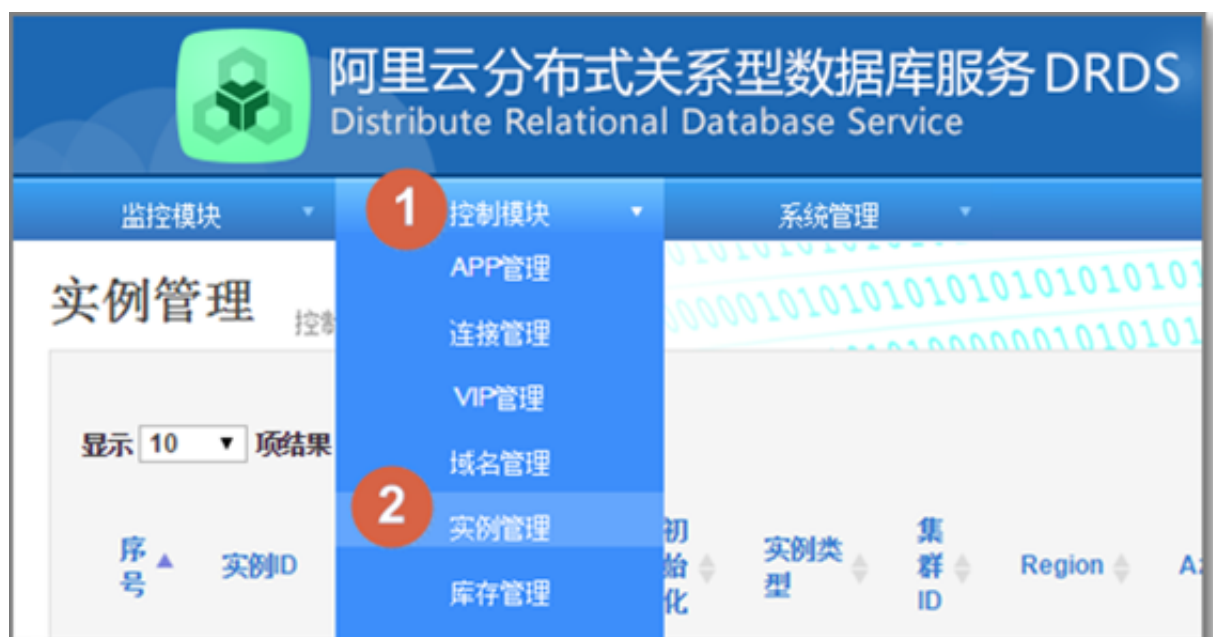 阿里云分布式关系型数据库服务 DRDS
Distribute Relational Database Service
监控模块 1 控制模块 系统管理
APP管理
实例管理
连接管理
VIP管理
显示 10 项结果
域名管理
2 实例管理
序号 实例ID 初始化 实例类型 集群ID Region
库存管理